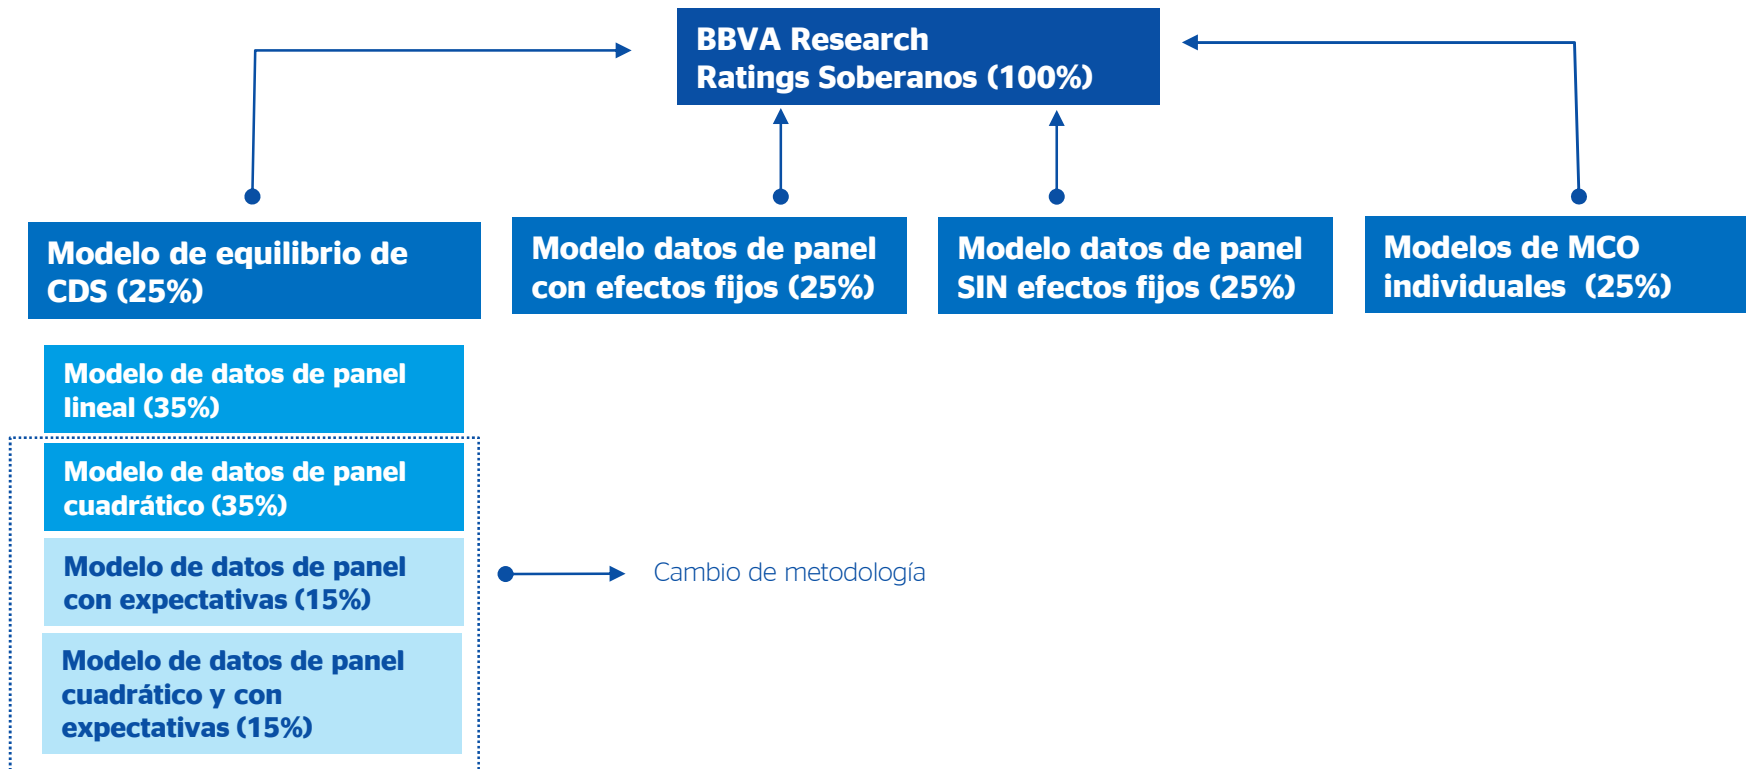 BBVA Research
Ratings Soberanos (100%)
Modelo de equilibrio de
CDS (25%)
Modelo datos de panel
con efectos fijos (25%)
Modelo datos de panel
SIN efectos fijos (25%)
Modelos de MCO
individuales (25%)
Modelo de datos de panel
lineal (35%)
Modelo de datos de panel
cuadrático (35%)
Modelo de datos de panel
con expectativas (15%)
Modelo de datos de panel
cuadrático y con
expectativas (15%)
Cambio de metodología